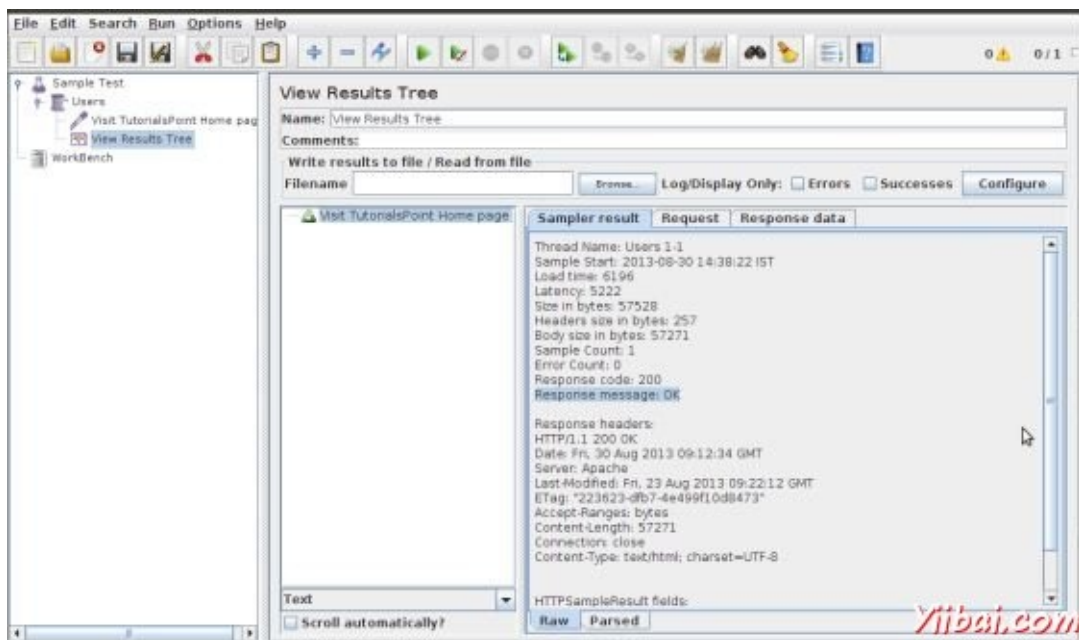 File Edit Search Run Options Help
0 0/1
Sample Test
Users
Visit TutorialsPoint Home pag
View Results Tree
WorkBench
View Results Tree
Name: View Results Tree
Comments:
Write results to file / Read from file
Filename Browse... Log/Display Only: Errors Successes Configure
Visit TutorialsPoint Home page
Text
Scroll automatically?
Sampler result Request Response data
Thread Name: Users 1-1
Sample Start: 2013-08-30 14:38:22 IST
Load time: 6196
Latency: 5222
Size in bytes: 57528
Headers size in bytes: 257
Body size in bytes: 57271
Sample Count: 1
Error Count: 0
Response code: 200
Response message: OK
Response headers:
HTTP/1.1 200 OK
Date: Fri, 30 Aug 2013 09:12:34 GMT
Server: Apache
Last-Modified: Fri, 23 Aug 2013 09:22:12 GMT
ETag: "223623-dfb7-4e499f10d8473"
Accept-Ranges: bytes
Content-Length: 57271
Connection: close
Content-Type: text/html; charset=UTF-8
HTTPSampleResult fields:
Raw Parsed
Yiibai.com